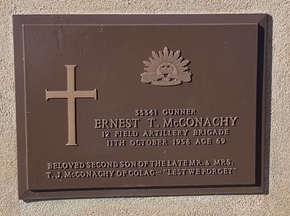 33341 GUNNER
ERNEST T. McCONACHY
12 FIELD ARTILLERY BRIGADE
11TH OCTOBER 1958 AGE 69
BELOVED SECOND SON OF THE LATE MR. & MRS.
T. J. McCONACHY OF COLAC — "LEST WE FORGET"